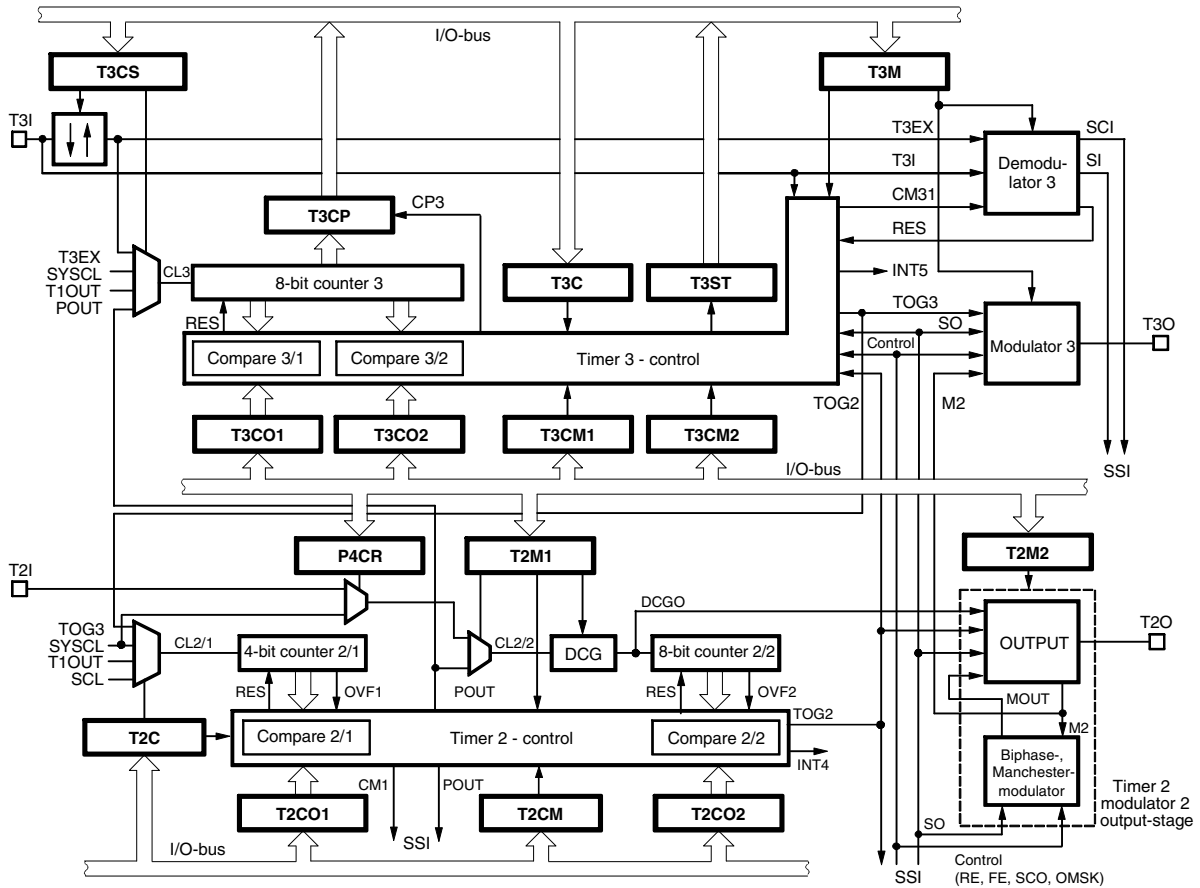 I/O-bus
T3CS
T3M
T3I
T3EX
SCI
T3I
SI
Demodu-
lator 3
CM31
T3CP
CP3
RES
T3EX
SYSCL
T1OUT
POUT
CL3
8-bit counter 3
T3C
T3ST
INT5
RES
TOG3
SO
Control
Modulator 3
T3O
Compare 3/1
Compare 3/2
Timer 3 - control
TOG2
M2
T3CO1
T3CO2
T3CM1
T3CM2
SSI
I/O-bus
P4CR
T2M1
T2M2
T2I
DCGO
TOG3
SYSCL
T1OUT
SCL
CL2/1
4-bit counter 2/1
CL2/2
DCG
8-bit counter 2/2
OUTPUT
T2O
RES
OVF1
POUT
RES
OVF2
MOUT
TOG2
M2
T2C
Compare 2/1
Timer 2 - control
Compare 2/2
INT4
Biphase-,
Manchester-
modulator
CM1
POUT
T2CO1
SSI
T2CM
T2CO2
Timer 2
modulator 2
output-stage
SO
I/O-bus
SSI
Control
(RE, FE, SCO, OMSK)